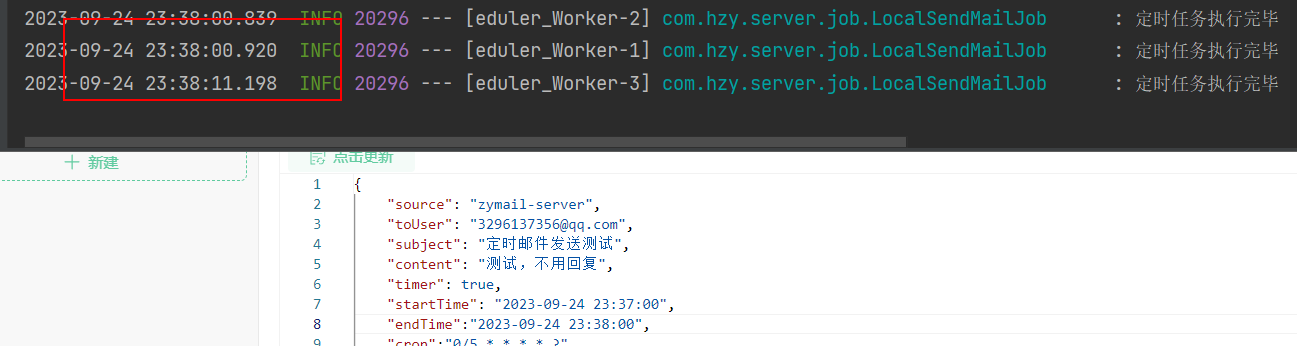 2023-09-24 23:38:00.839 INFO 20296 --- [eduler_Worker-2] com.hzy.server.job.LocalSendMailJob : 定时任务执行完毕
2023-09-24 23:38:00.920 INFO 20296 --- [eduler_Worker-1] com.hzy.server.job.LocalSendMailJob : 定时任务执行完毕
2023-09-24 23:38:11.198 INFO 20296 --- [eduler_Worker-3] com.hzy.server.job.LocalSendMailJob : 定时任务执行完毕
+ 新建
点击更新
1 {
2 "source": "zymail-server",
3 "toUser": "3296137356@qq.com",
4 "subject": "定时邮件发送测试",
5 "content": "测试，不用回复",
6 "timer": true,
7 "startTime": "2023-09-24 23:37:00",
8 "endTime":"2023-09-24 23:38:00",
9 "cron":"0/5 * * * * ?"